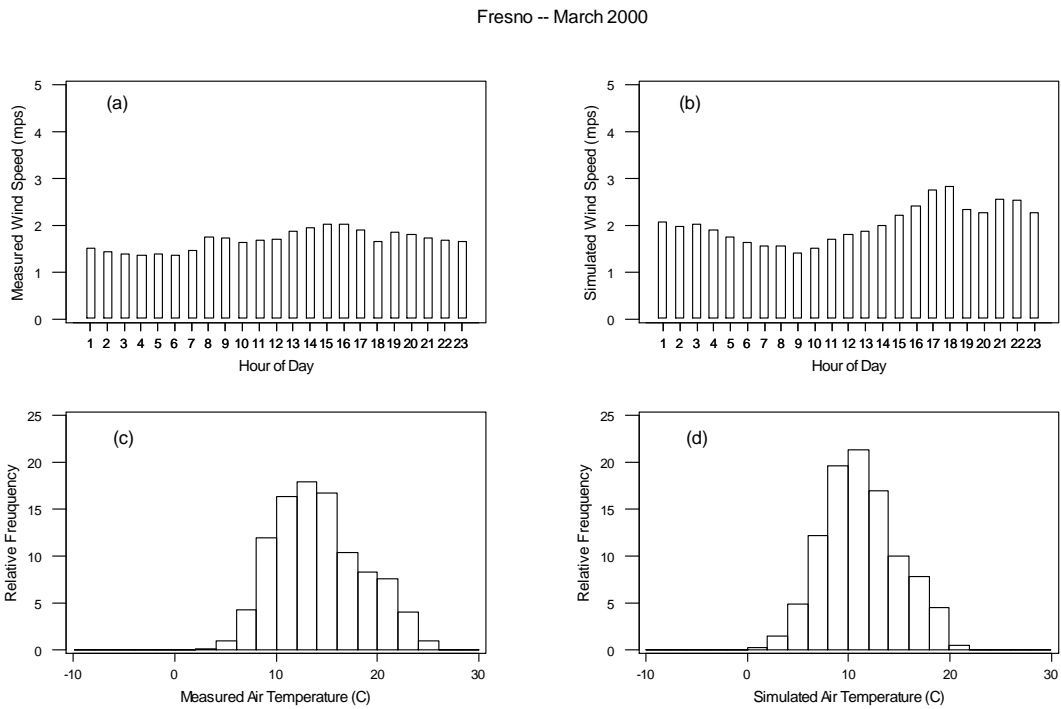 Fresno -- March 2000
(a)
Measured Wind Speed (mps)
5
4
3
2
1
0
1 2 3 4 5 6 7 8 9 10 11 12 13 14 15 16 17 18 19 20 21 22 23
Hour of Day
(b)
Simulated Wind Speed (mps)
5
4
3
2
1
0
1 2 3 4 5 6 7 8 9 10 11 12 13 14 15 16 17 18 19 20 21 22 23
Hour of Day
(c)
Relative Freuquency
25
20
15
10
5
0
-10 0 10 20 30
Measured Air Temperature (C)
(d)
Relative Freuquency
25
20
15
10
5
0
-10 0 10 20 30
Simulated Air Temperature (C)